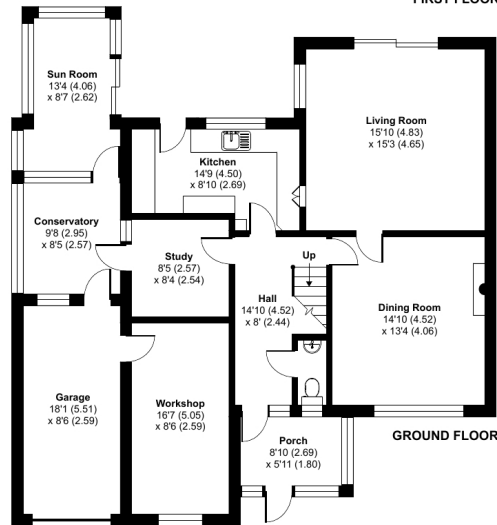 FIRST FLOOR
Sun Room
13'4 (4.06)
x 8'7 (2.62)
Living Room
15'10 (4.83)
x 15'3 (4.65)
Kitchen
14'9 (4.50)
x 8'10 (2.69)
Conservatory
9'8 (2.95)
x 8'5 (2.57)
Study
8'5 (2.57)
x 8'4 (2.54)
Up
Hall
14'10 (4.52)
x 8' (2.44)
Dining Room
14'10 (4.52)
x 13'4 (4.06)
Garage
18'1 (5.51)
x 8'6 (2.59)
Workshop
16'7 (5.05)
x 8'6 (2.59)
Porch
8'10 (2.69)
x 5'11 (1.80)
GROUND FLOOR